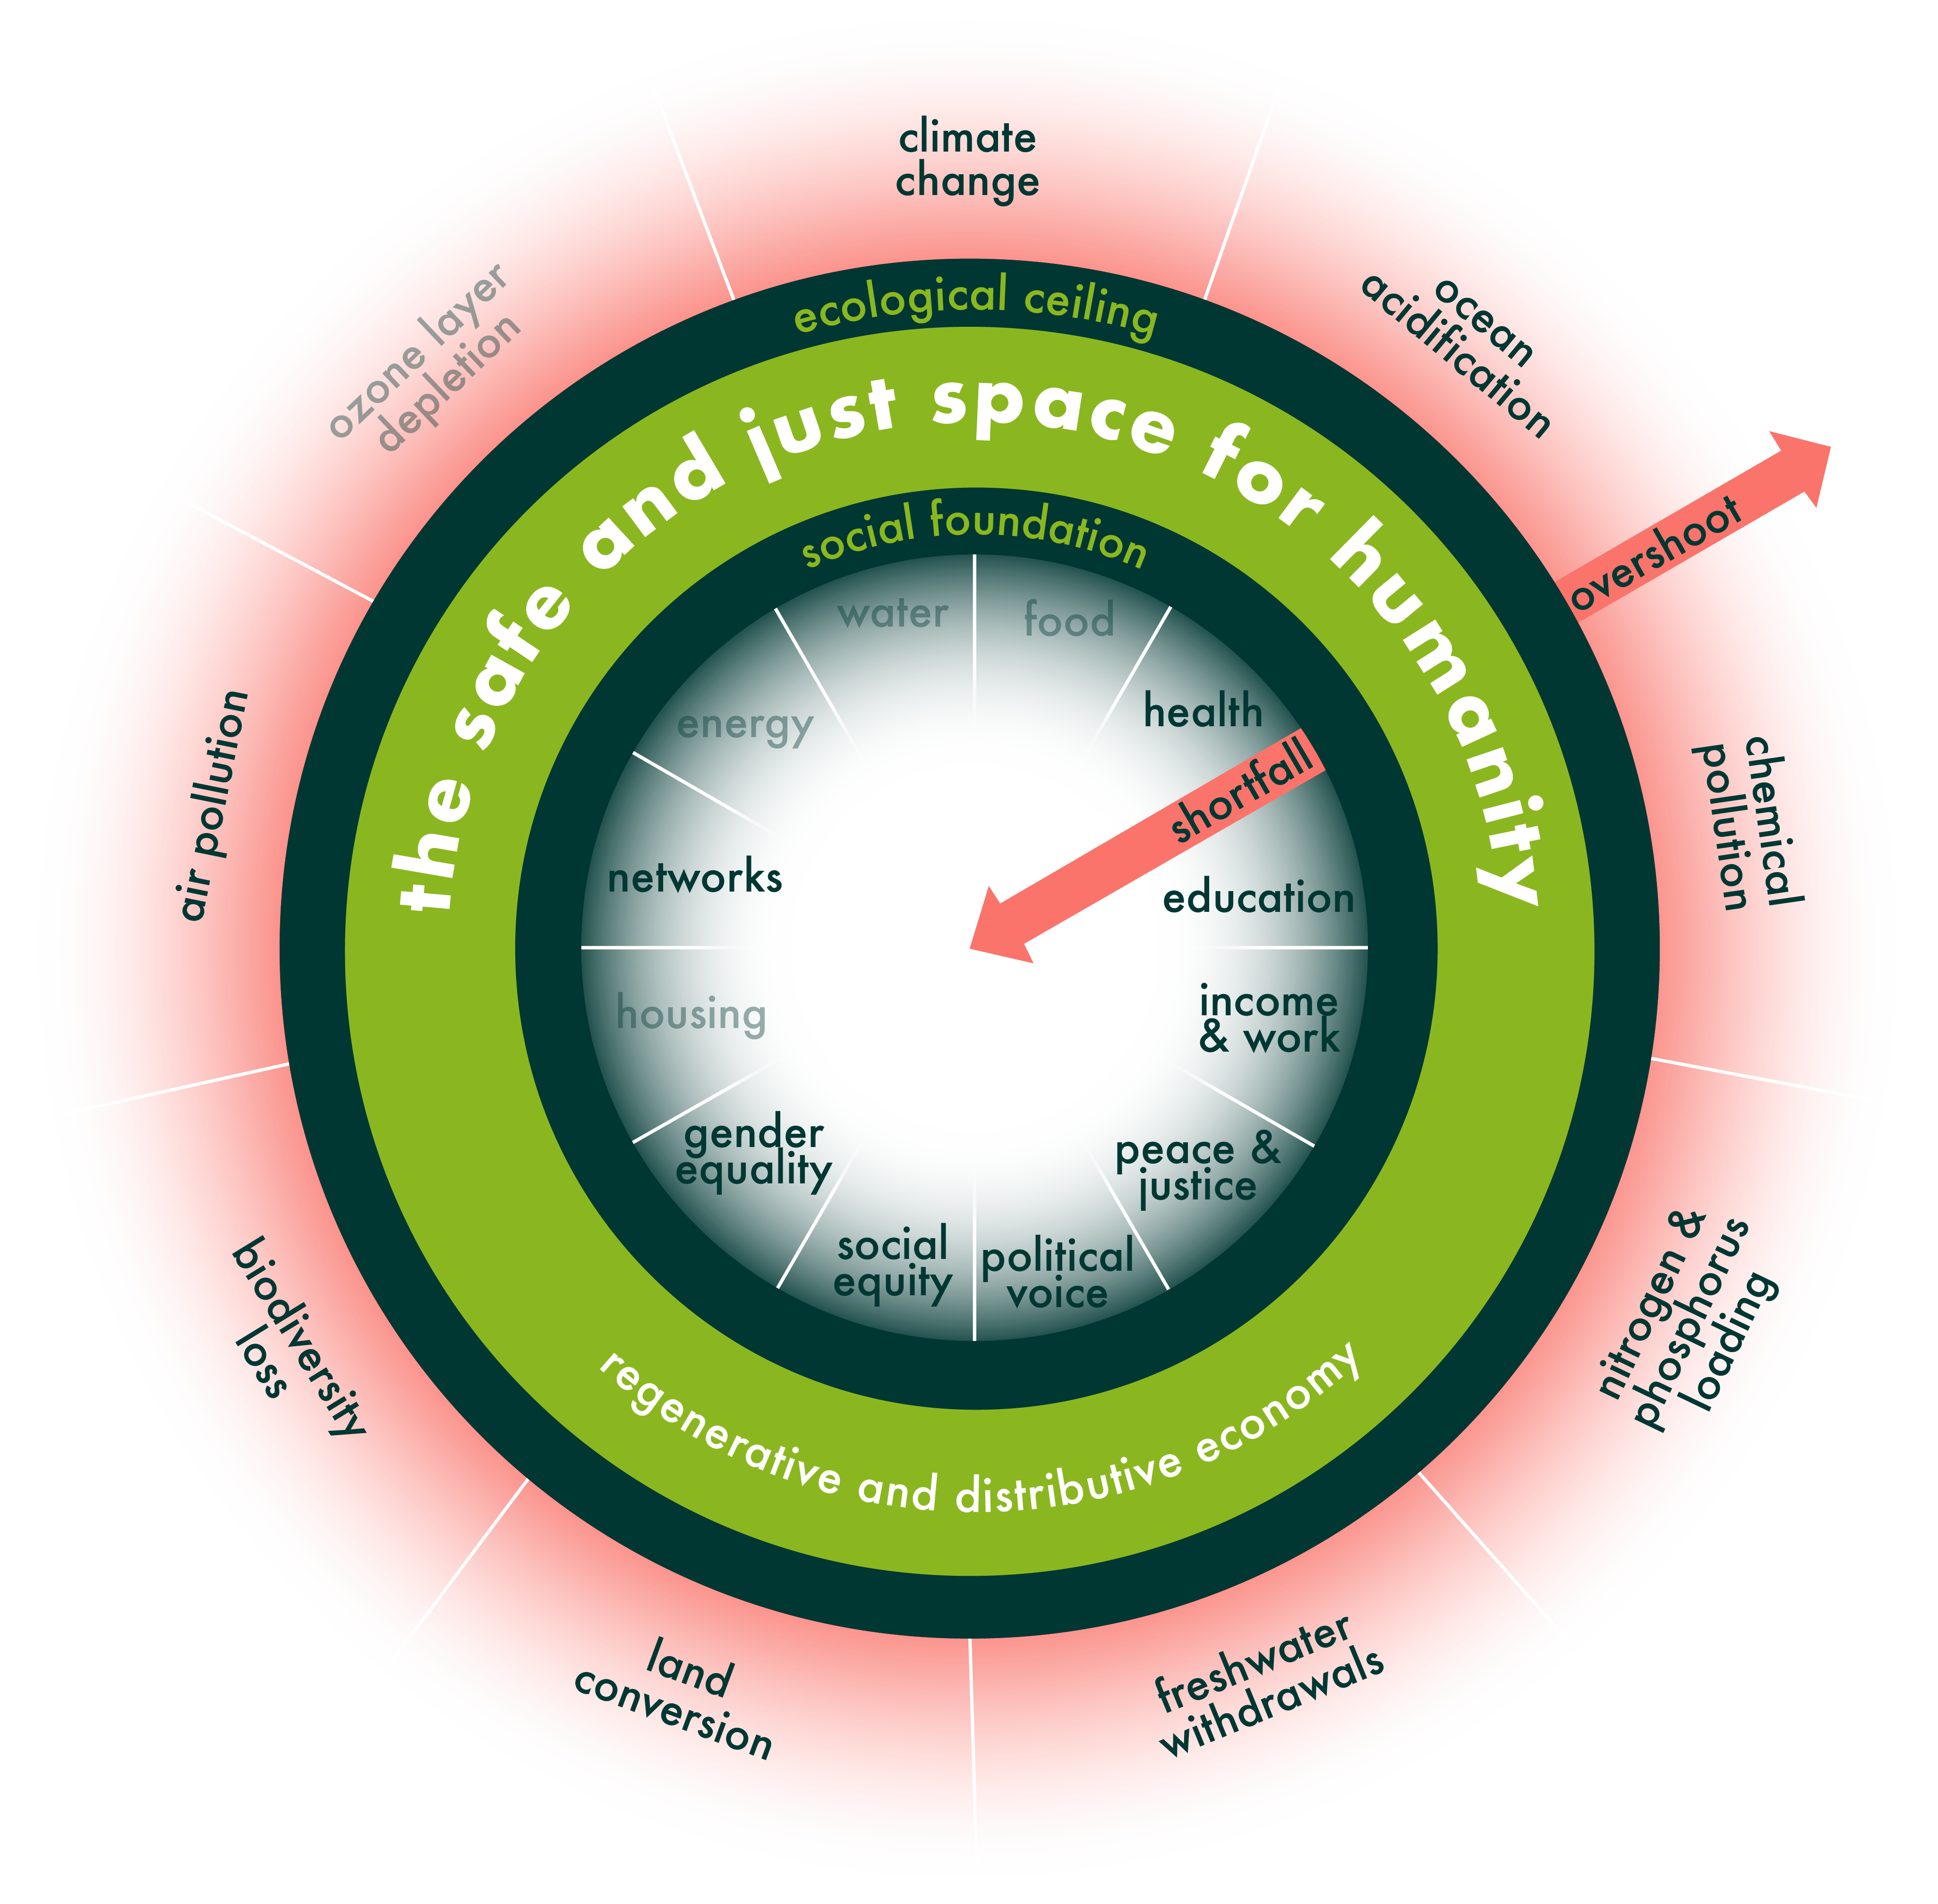 climate
change
ocean
acidification
overshoot
chemical
pollution
nitrogen &
phosphorus
loading
freshwater
withdrawals
land
conversion
biodiversity
loss
air pollution
ozone layer
depletion
ecological ceiling
the safe and just space for humanity
social foundation
water
food
health
shortfall
education
income
& work
peace &
justice
political
voice
social
equity
gender
equality
housing
networks
energy
regenerative and distributive economy